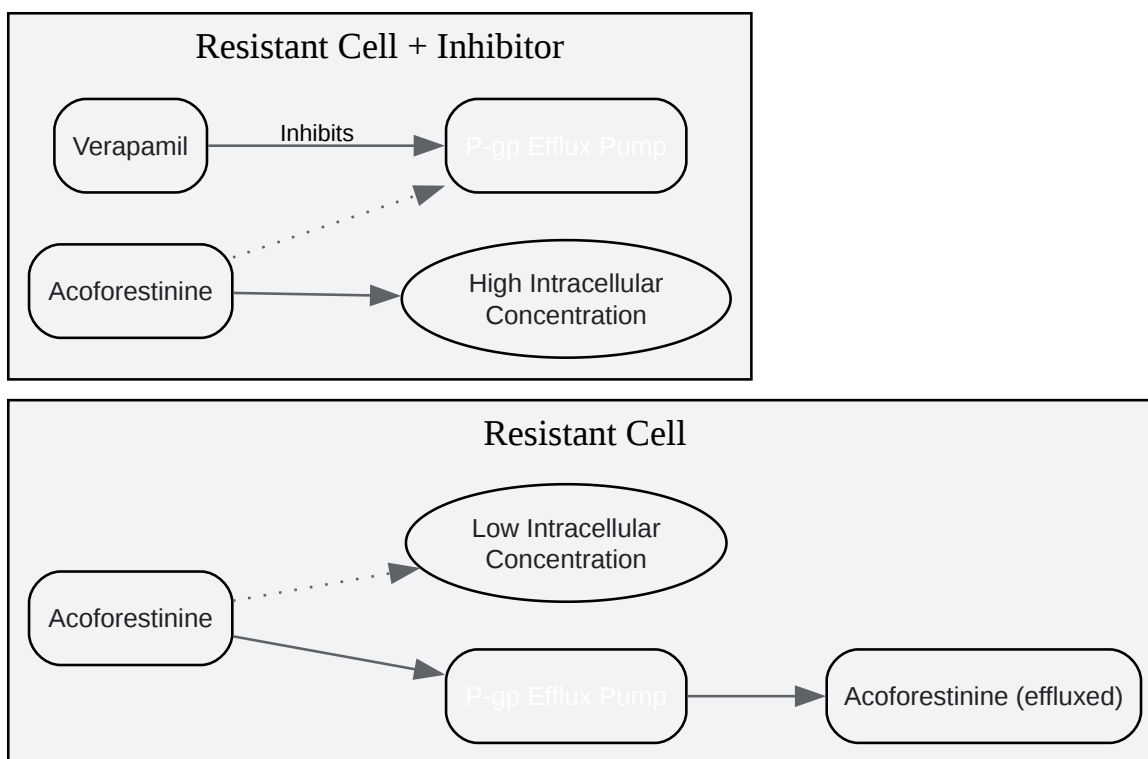 Resistant Cell + Inhibitor
Verapamil
Inhibits
P-gp Efflux Pump
Acoforestinine
High Intracellular
Concentration
Resistant Cell
Low Intracellular
Concentration
Acoforestinine
P-gp Efflux Pump
Acoforestinine (effluxed)